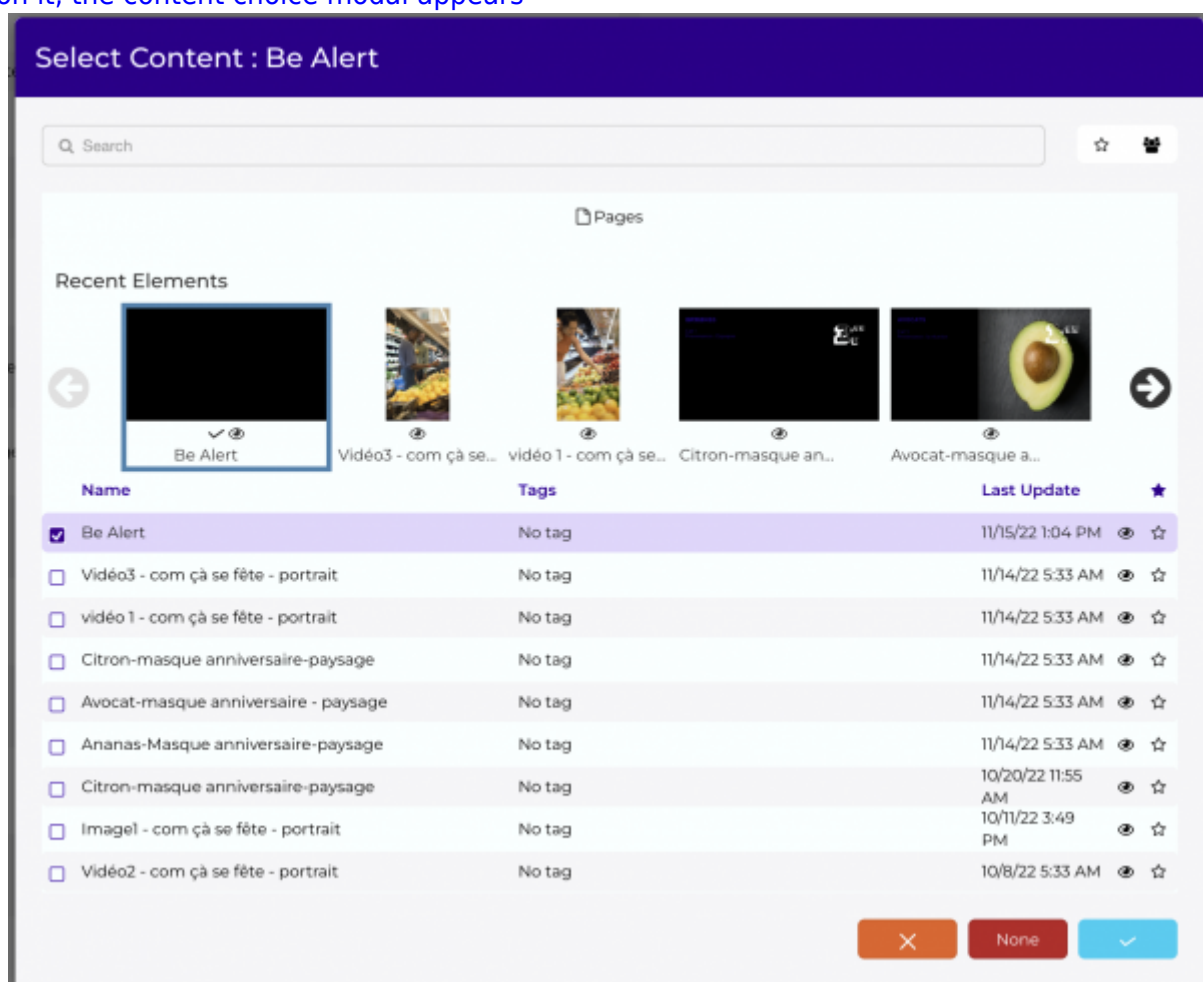 on it, the content choice modal appears
Select Content : Be Alert
Search
Pages
Recent Elements
Be Alert
Vidéo3 - com çà se...
vidéo 1 - com çà se...
Citron-masque an...
Avocat-masque a...
Name Tags Last Update
Be Alert No tag 11/15/22 1:04 PM
Vidéo3 - com çà se fête - portrait No tag 11/14/22 5:33 AM
vidéo 1 - com çà se fête - portrait No tag 11/14/22 5:33 AM
Citron-masque anniversaire-paysage No tag 11/14/22 5:33 AM
Avocat-masque anniversaire - paysage No tag 11/14/22 5:33 AM
Ananas-Masque anniversaire-paysage No tag 11/14/22 5:33 AM
Citron-masque anniversaire-paysage No tag 10/20/22 11:55 AM
Image1 - com çà se fête - portrait No tag 10/11/22 3:49 PM
Vidéo2 - com çà se fête - portrait No tag 10/8/22 5:33 AM
None